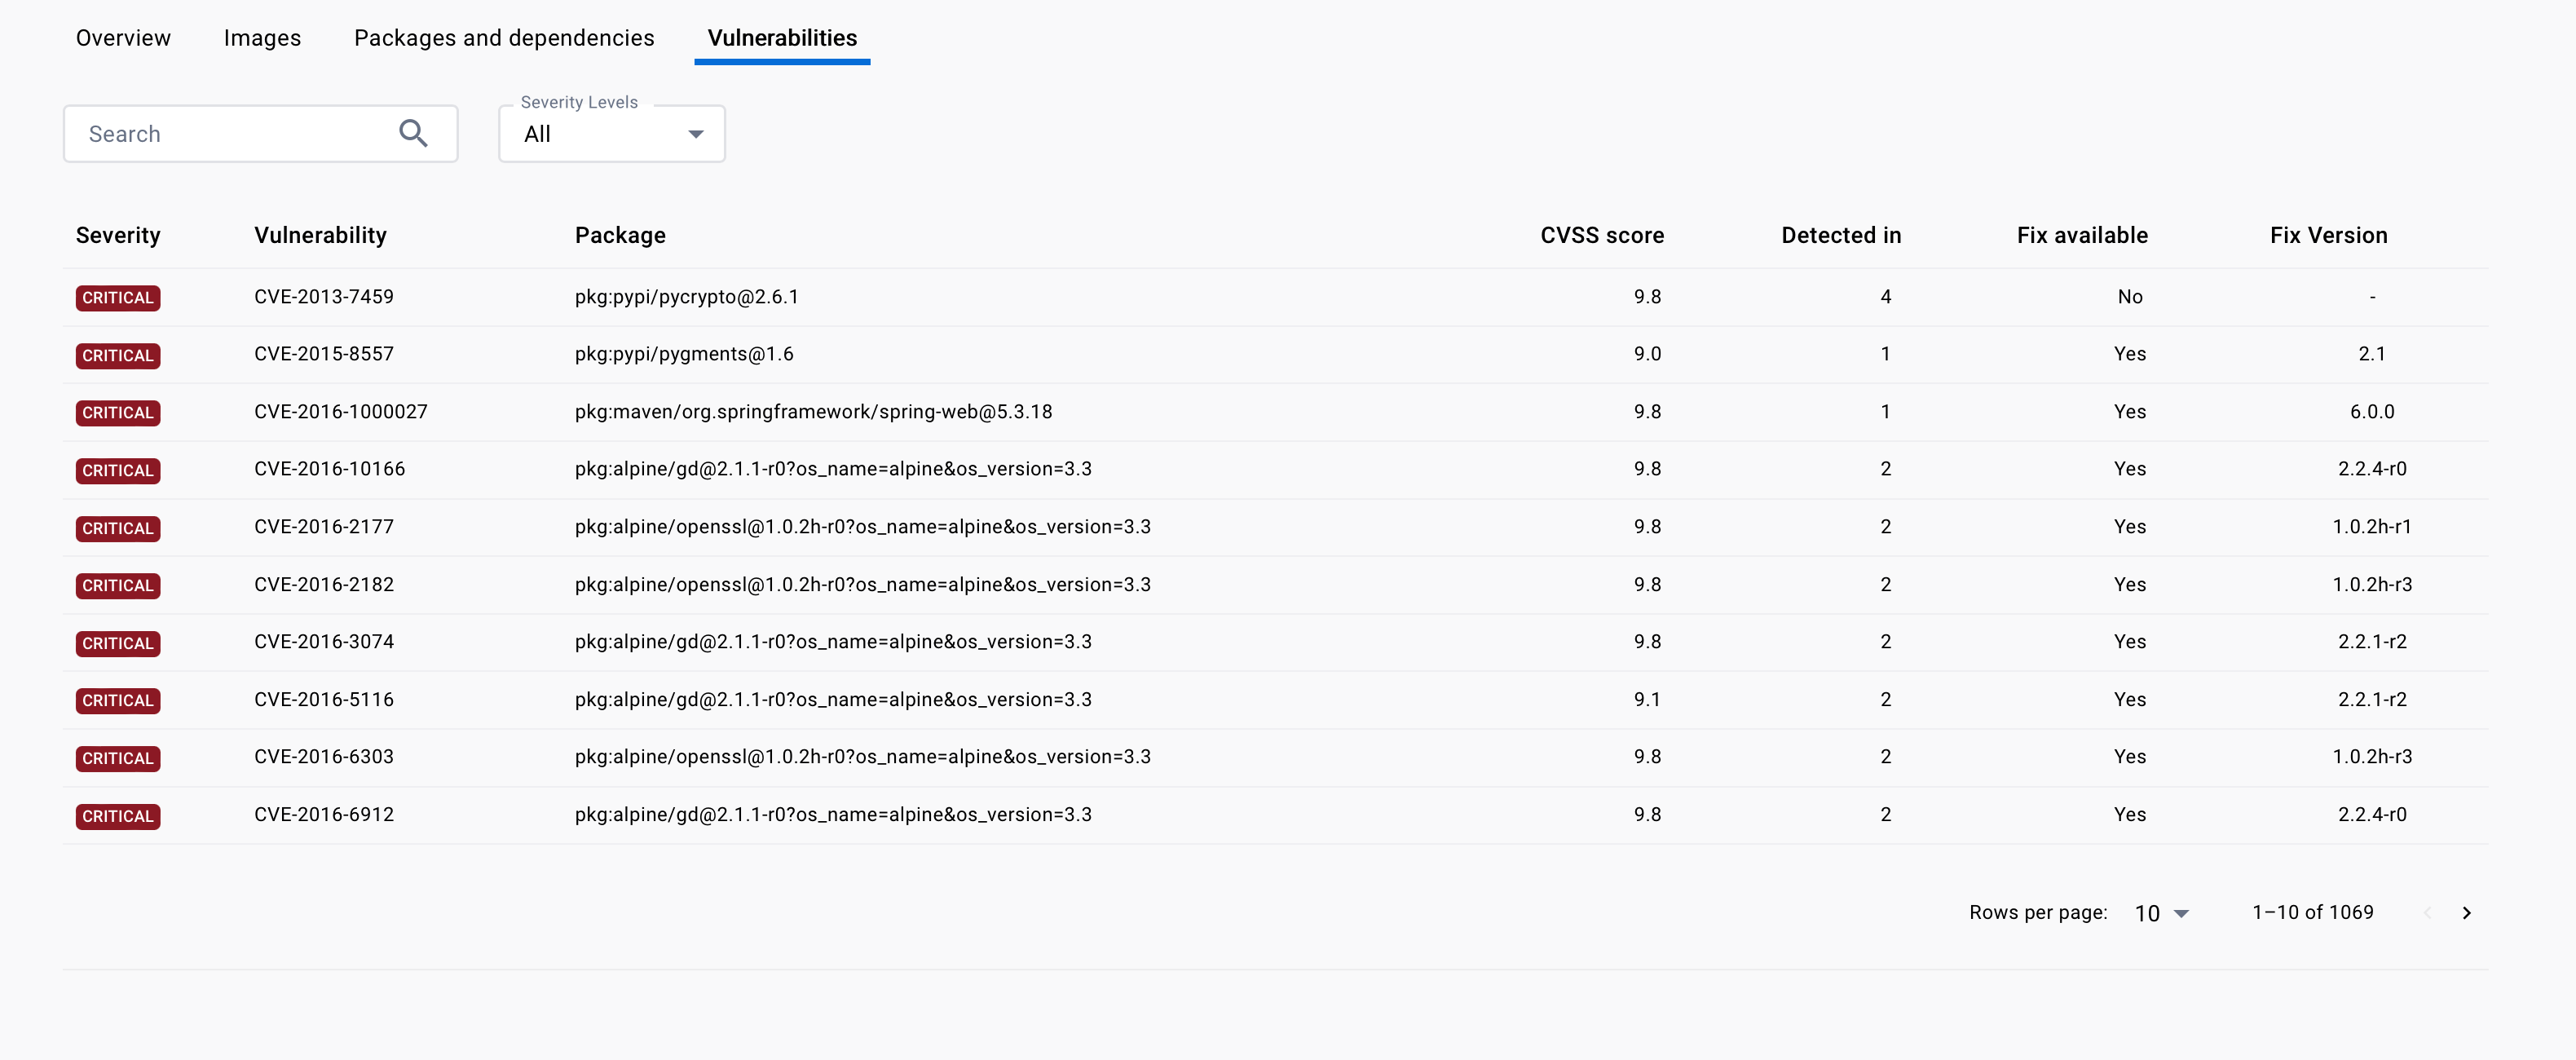 Overview Images Packages and dependencies Vulnerabilities
Severity Levels
Search All
Severity Vulnerability Package CVSS score Detected in Fix available Fix Version
CRITICAL CVE-2013-7459 pkg:pypi/pycrypto@2.6.1 9.8 4 No -
CRITICAL CVE-2015-8557 pkg:pypi/pygments@1.6 9.0 1 Yes 2.1
CRITICAL CVE-2016-1000027 pkg:maven/org.springframework/spring-web@5.3.18 9.8 1 Yes 6.0.0
CRITICAL CVE-2016-10166 pkg:alpine/gd@2.1.1-r0?os_name=alpine&os_version=3.3 9.8 2 Yes 2.2.4-r0
CRITICAL CVE-2016-2177 pkg:alpine/openssl@1.0.2h-r0?os_name=alpine&os_version=3.3 9.8 2 Yes 1.0.2h-r1
CRITICAL CVE-2016-2182 pkg:alpine/openssl@1.0.2h-r0?os_name=alpine&os_version=3.3 9.8 2 Yes 1.0.2h-r3
CRITICAL CVE-2016-3074 pkg:alpine/gd@2.1.1-r0?os_name=alpine&os_version=3.3 9.8 2 Yes 2.2.1-r2
CRITICAL CVE-2016-5116 pkg:alpine/gd@2.1.1-r0?os_name=alpine&os_version=3.3 9.1 2 Yes 2.2.1-r2
CRITICAL CVE-2016-6303 pkg:alpine/openssl@1.0.2h-r0?os_name=alpine&os_version=3.3 9.8 2 Yes 1.0.2h-r3
CRITICAL CVE-2016-6912 pkg:alpine/gd@2.1.1-r0?os_name=alpine&os_version=3.3 9.8 2 Yes 2.2.4-r0
Rows per page: 10 1–10 of 1069